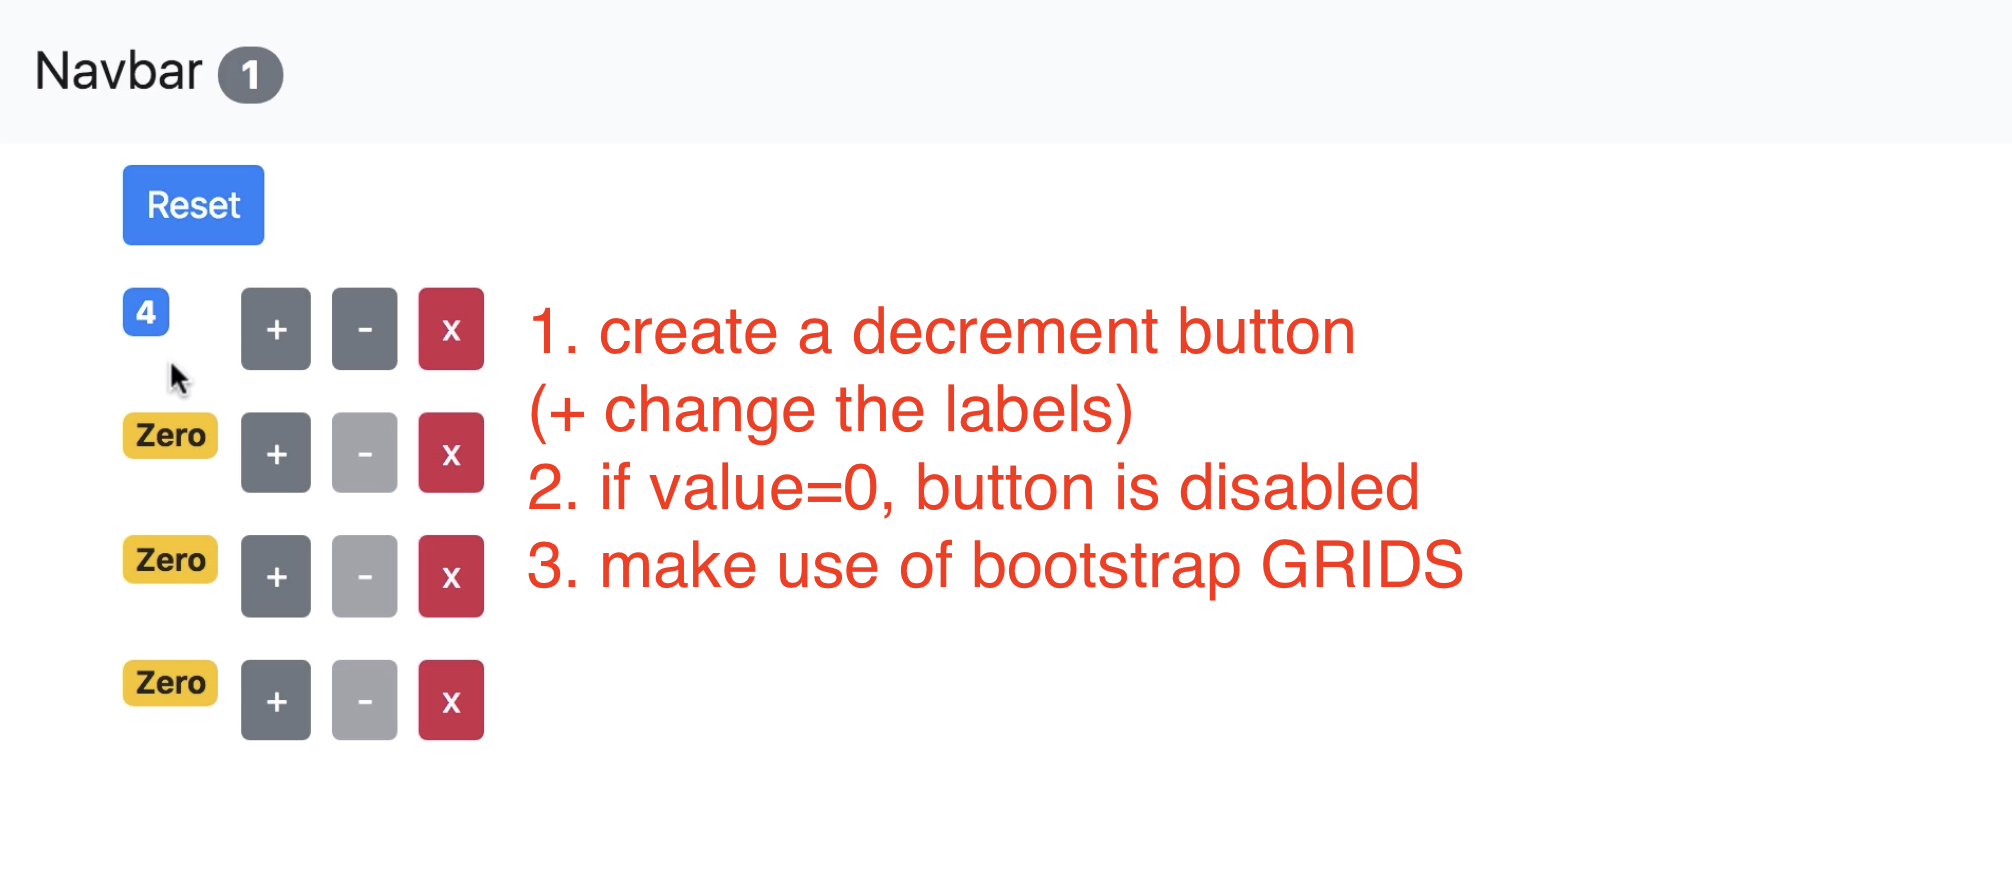 Navbar 1
Reset
4 + - x
1. create a decrement button
(+ change the labels)
Zero + - x
2. if value=0, button is disabled
Zero + - x
3. make use of bootstrap GRIDS
Zero + - x